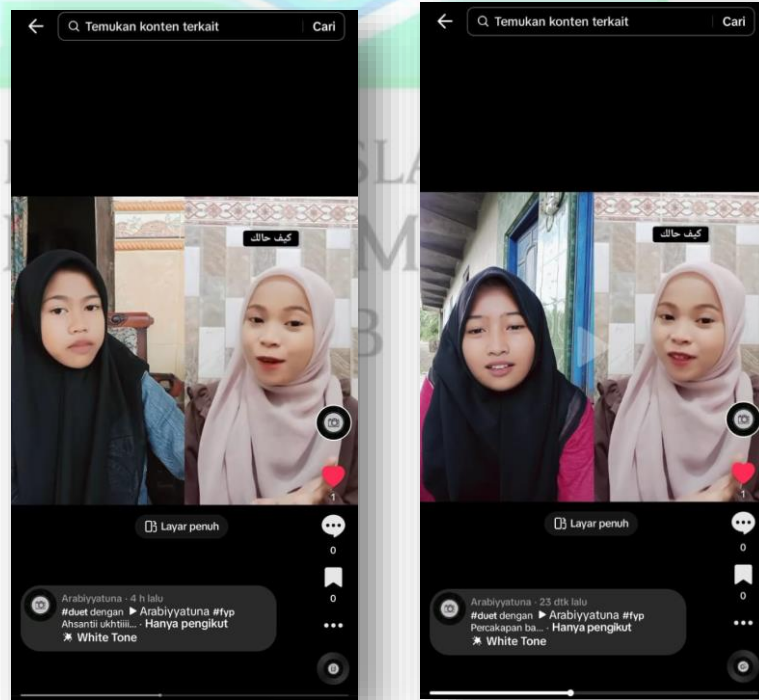 Temukan konten terkait
Cari
كيف حالك
Layar penuh
1
0
0
Arabiyyatuna · 4 h lalu
#duet dengan ▶ Arabiyyatuna #fyp
Ahsantii ukhtiiii... · Hanya pengikut
White Tone
Temukan konten terkait
Cari
كيف حالك
Layar penuh
1
0
0
Arabiyyatuna · 23 dtk lalu
#duet dengan ▶ Arabiyyatuna #fyp
Percakapan ba... · Hanya pengikut
White Tone